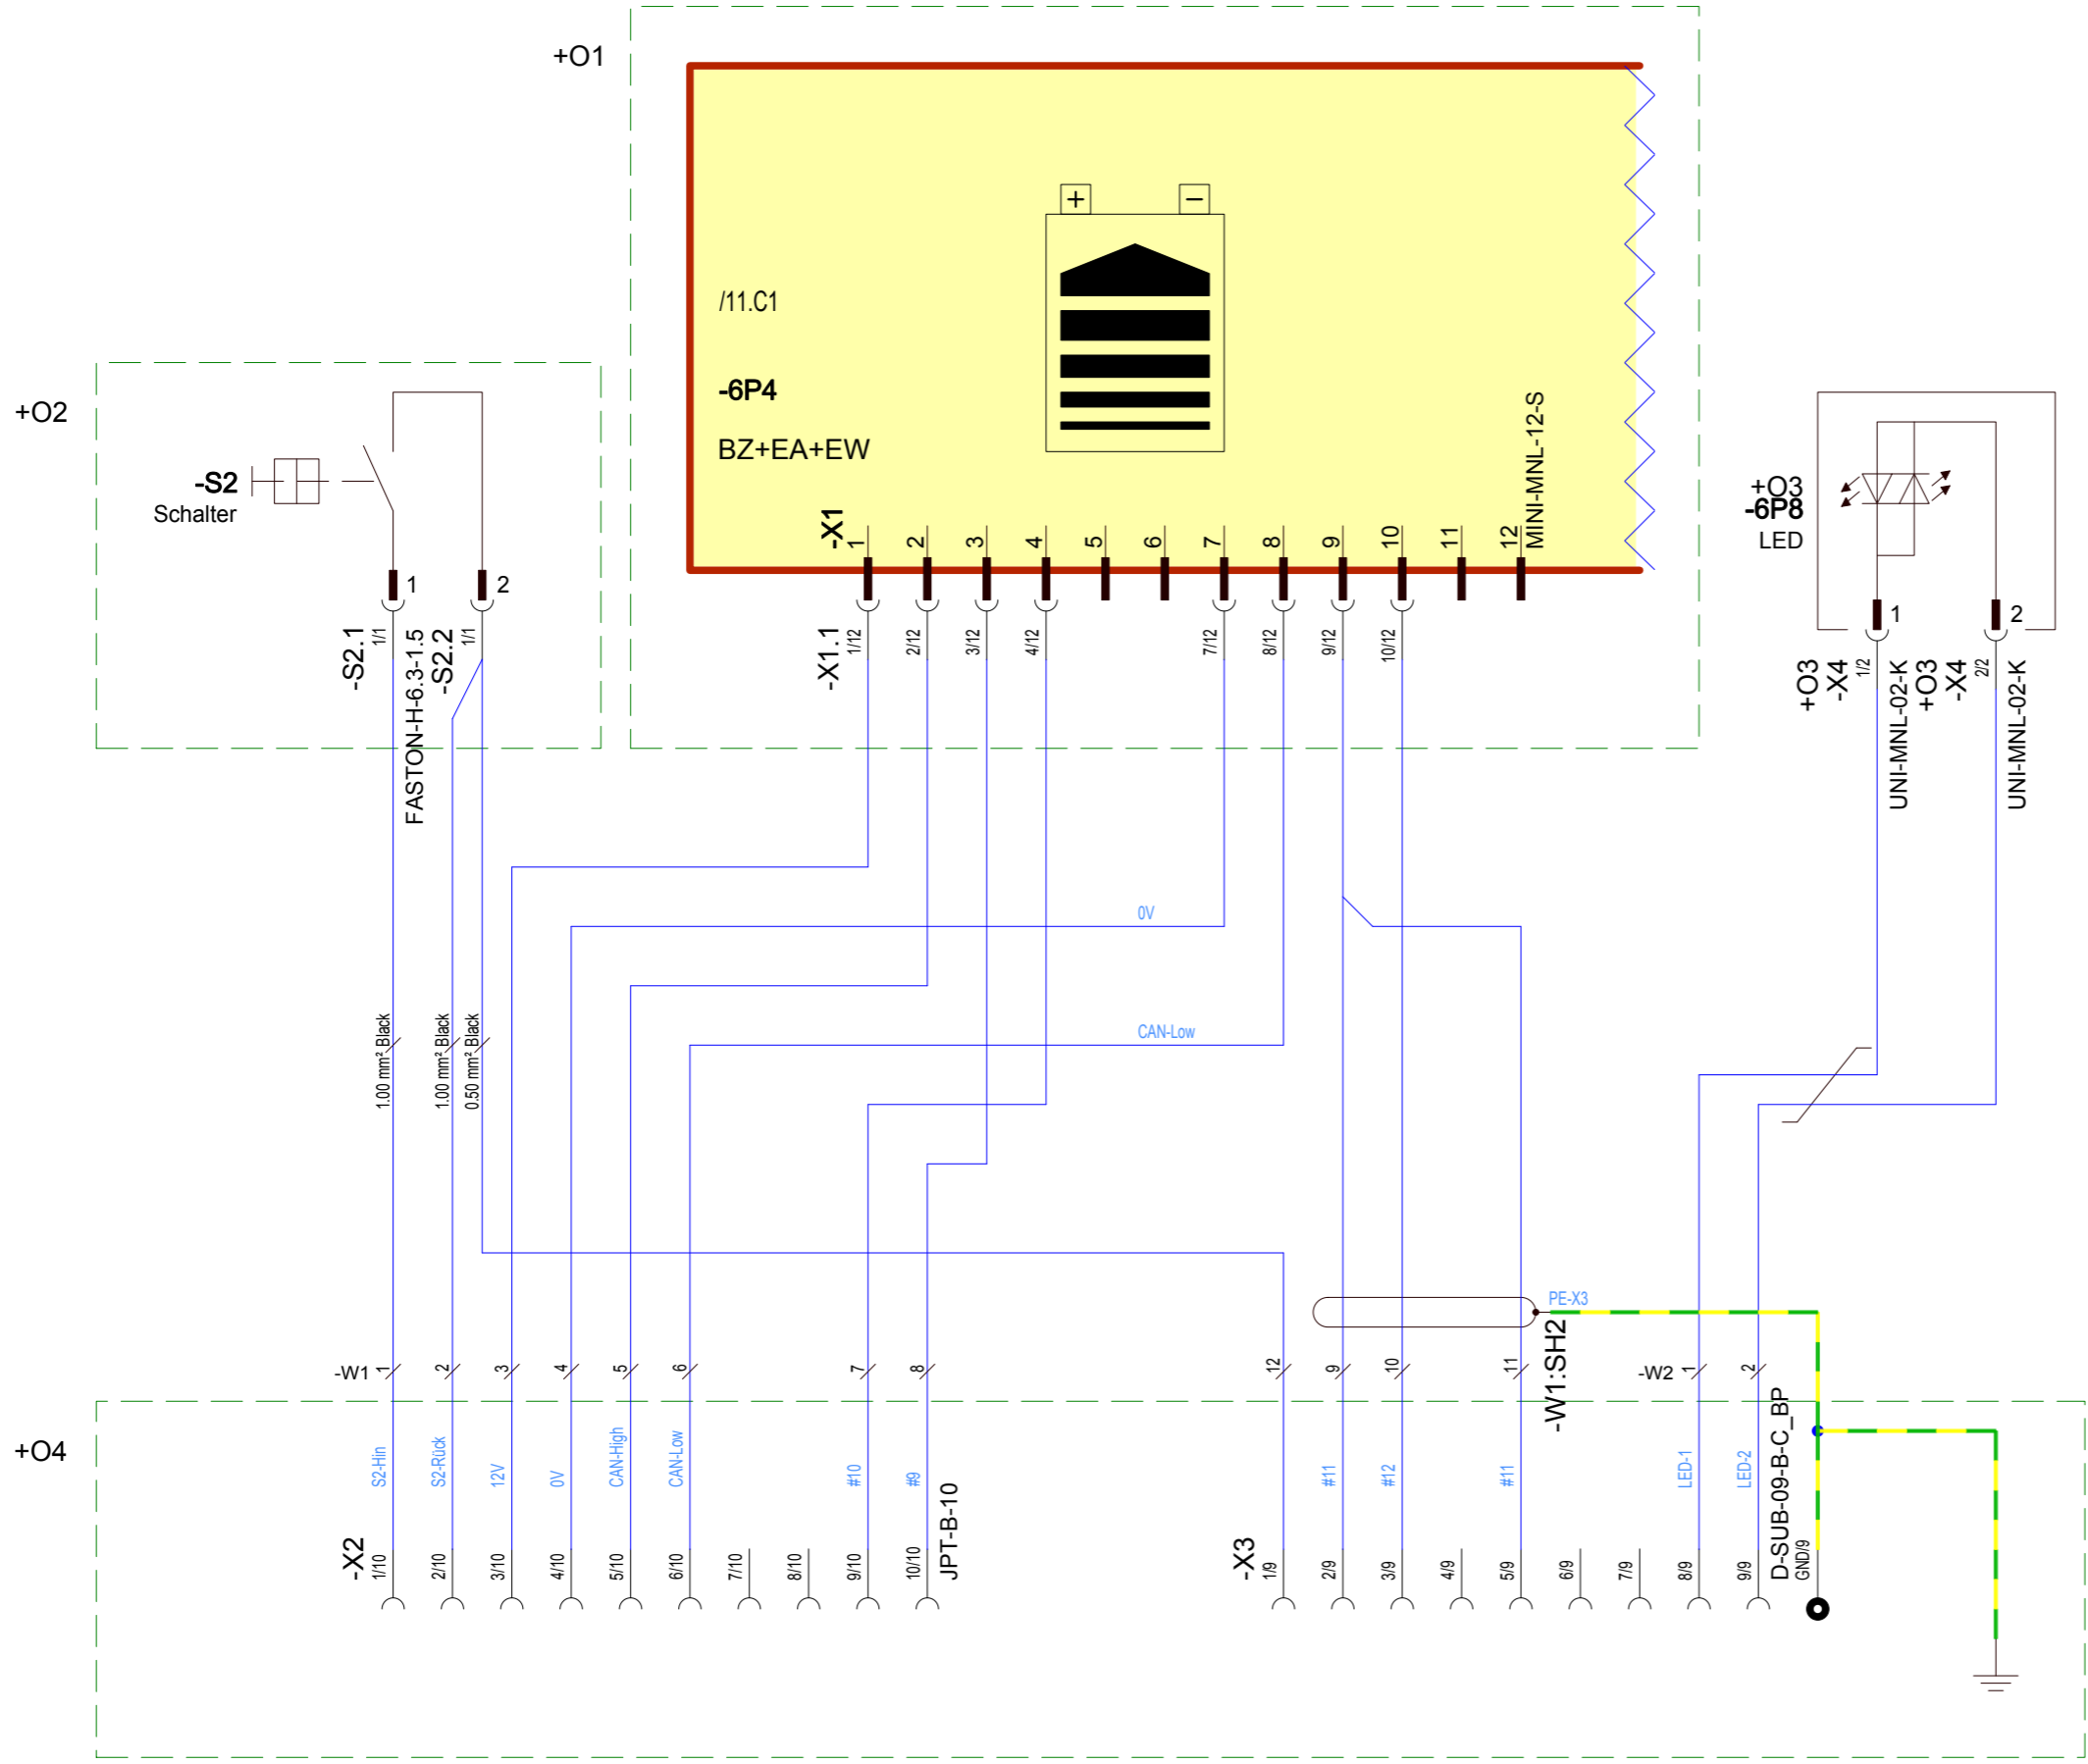 +O1
/11.C1
-6P4
BZ+EA+EW
+
−
-X1
1
2
3
4
5
6
7
8
9
10
11
12
MINI-MNL-12-S
+O2
-S2
Schalter
1
2
-S2.1
1/1
FASTON-H-6.3-1.5
-S2.2
1/1
-X1.1
1/12
2/12
3/12
4/12
7/12
8/12
9/12
10/12
+O3
-6P8
LED
1
2
+O3
-X4
1/2
UNI-MNL-02-K
+O3
-X4
2/2
UNI-MNL-02-K
0V
CAN-Low
1.00 mm² Black
1.00 mm² Black
0.50 mm² Black
PE-X3
-W1:SH2
-W1
1
2
3
4
5
6
7
8
12
9
10
11
-W2
1
2
+O4
S2-Hin
S2-Rück
12V
0V
CAN-High
CAN-Low
#10
#9
#11
#12
#11
LED-1
LED-2
-X2
1/10
2/10
3/10
4/10
5/10
6/10
7/10
8/10
9/10
10/10
JPT-B-10
-X3
1/9
2/9
3/9
4/9
5/9
6/9
7/9
8/9
9/9
D-SUB-09-B-C_BP
GND/9